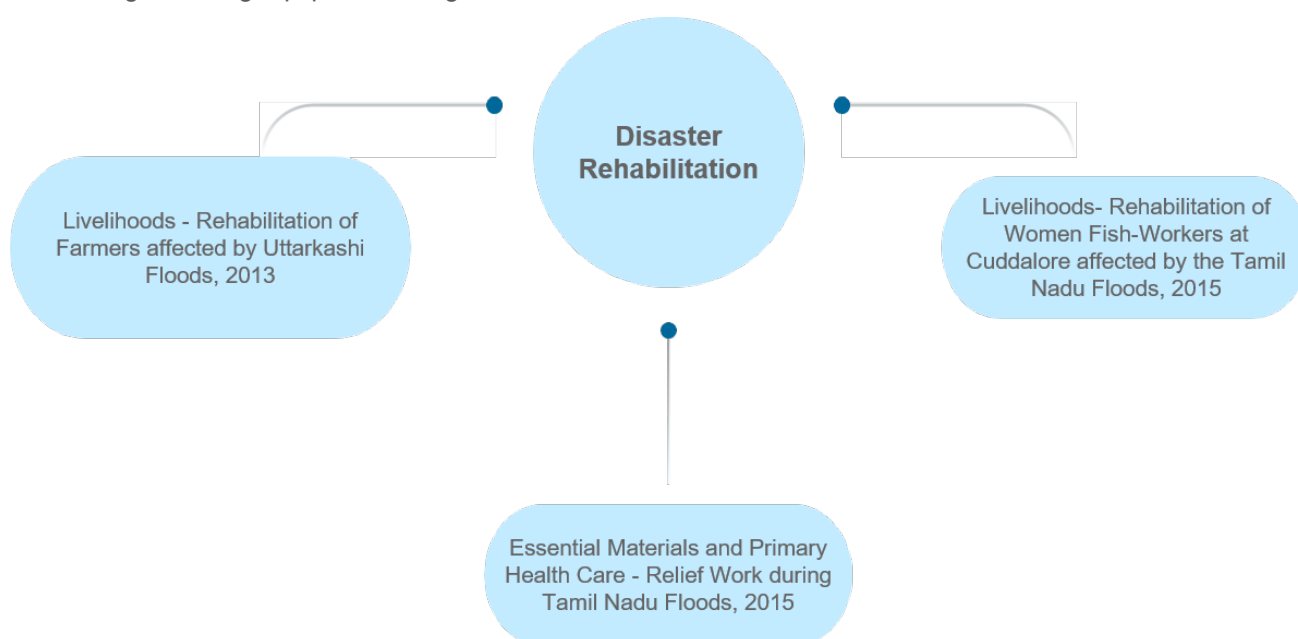 Disaster
Rehabilitation
Livelihoods - Rehabilitation of
Farmers affected by Uttarkashi
Floods, 2013
Livelihoods- Rehabilitation of
Women Fish-Workers at
Cuddalore affected by the Tamil
Nadu Floods, 2015
Essential Materials and Primary
Health Care - Relief Work during
Tamil Nadu Floods, 2015